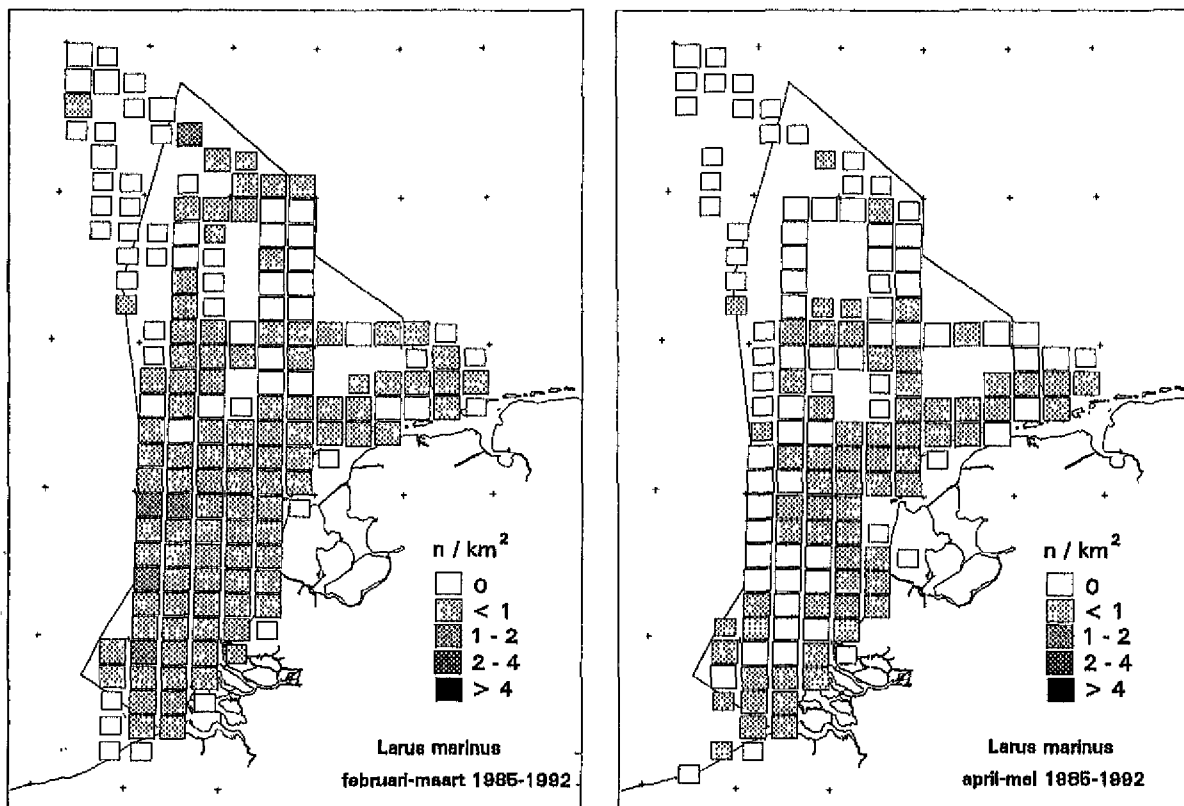 n / km²
0
< 1
1 - 2
2 - 4
> 4
Larus marinus
februari-maart 1985-1992
n / km²
0
< 1
1 - 2
2 - 4
> 4
Larus marinus
april-mei 1985-1992